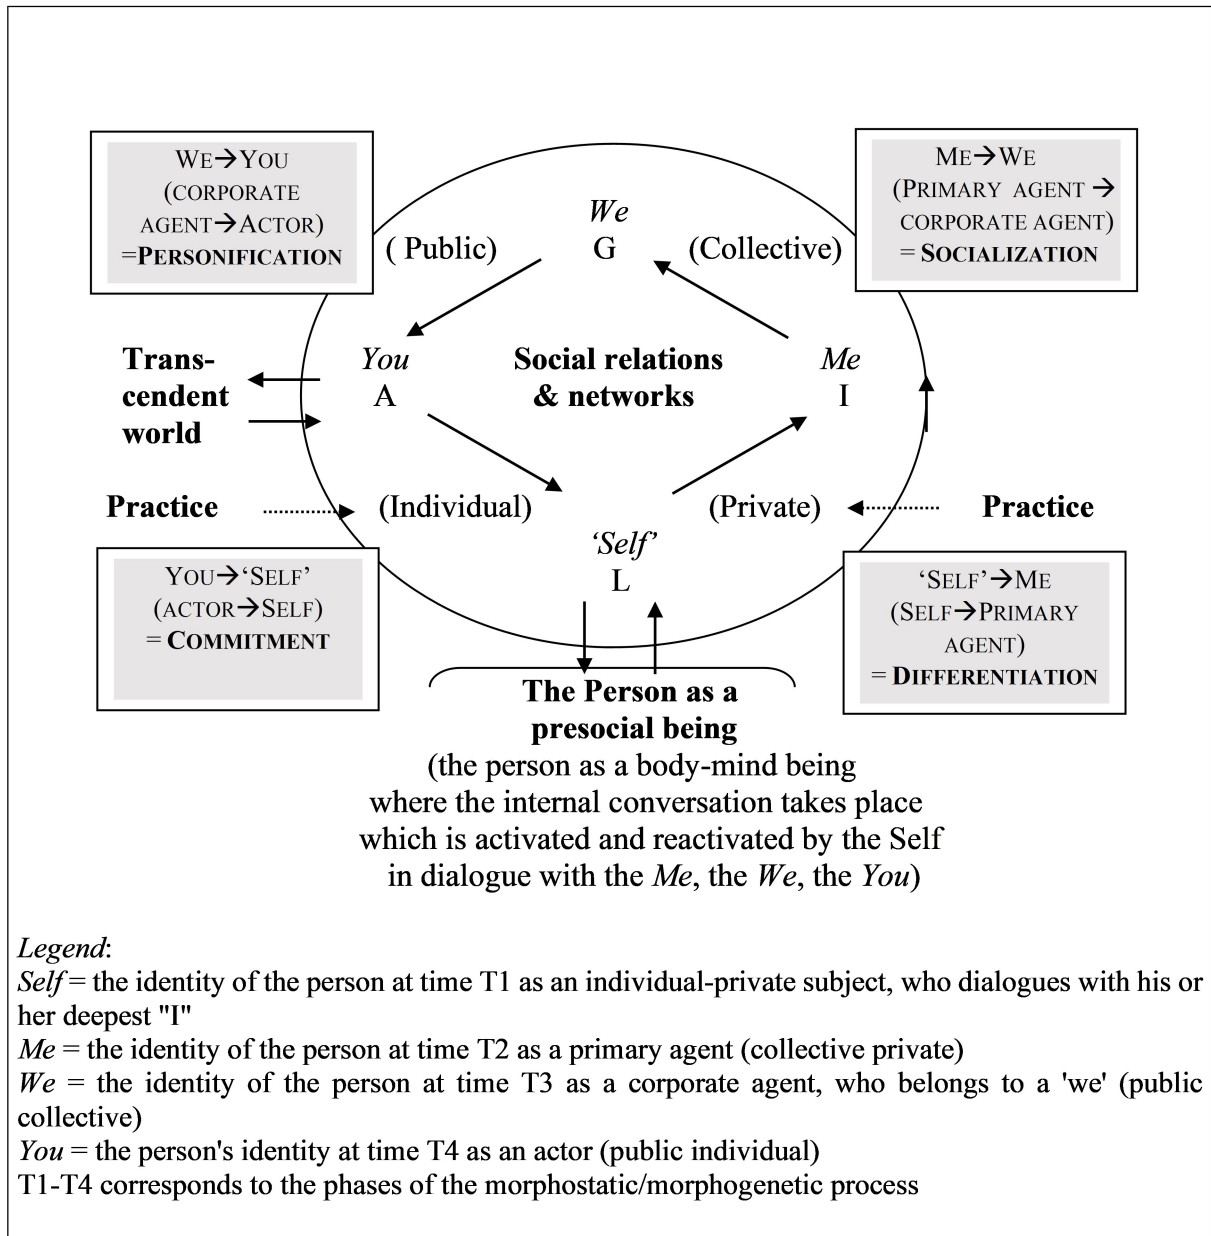 WE→YOU
(CORPORATE
AGENT→ACTOR)
=PERSONIFICATION
ME→WE
(PRIMARY AGENT →
CORPORATE AGENT)
= SOCIALIZATION
We
( Public) G (Collective)
You
A
Social relations
& networks
Me
I
Trans-
cendent
world
Practice
(Individual)
(Private)
Practice
‘Self’
L
YOU→‘SELF’
(ACTOR→SELF)
= COMMITMENT
‘SELF’→ME
(SELF→PRIMARY
AGENT)
= DIFFERENTIATION
The Person as a
presocial being
(the person as a body-mind being
where the internal conversation takes place
which is activated and reactivated by the Self
in dialogue with the Me, the We, the You)
Legend:
Self = the identity of the person at time T1 as an individual-private subject, who dialogues with his or
her deepest "I"
Me = the identity of the person at time T2 as a primary agent (collective private)
We = the identity of the person at time T3 as a corporate agent, who belongs to a 'we' (public
collective)
You = the person's identity at time T4 as an actor (public individual)
T1-T4 corresponds to the phases of the morphostatic/morphogenetic process